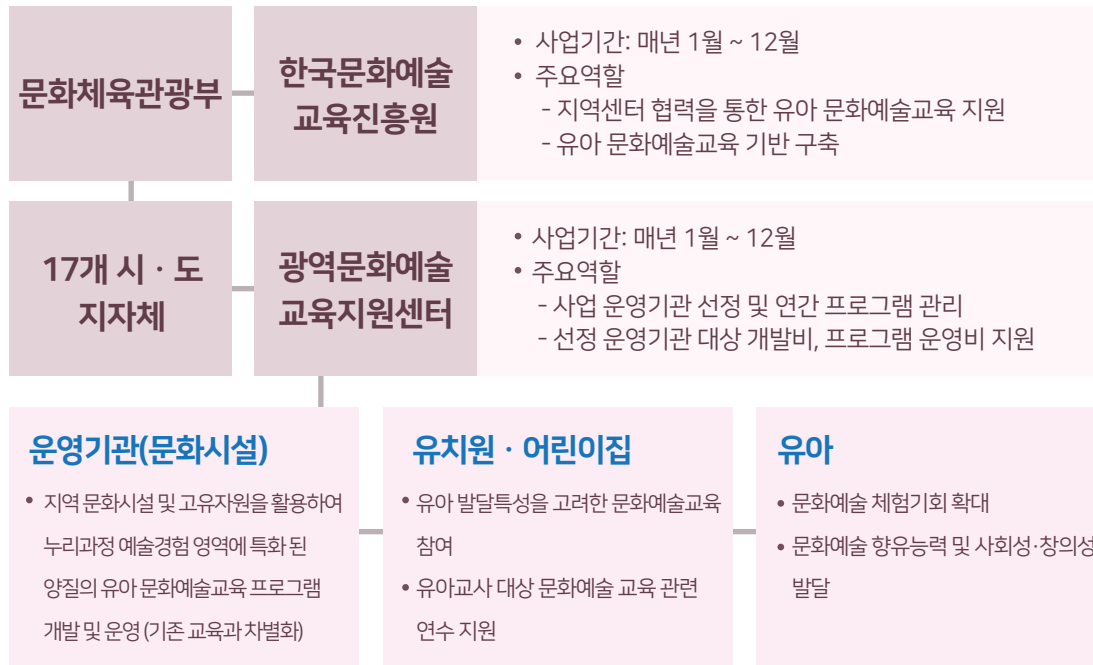 문화체육관광부
한국문화예술
교육진흥원
• 사업기간: 매년 1월 ~ 12월
• 주요역할
- 지역센터 협력을 통한 유아 문화예술교육 지원
- 유아 문화예술교육 기반 구축
17개 시 · 도
지자체
광역문화예술
교육지원센터
• 사업기간: 매년 1월 ~ 12월
• 주요역할
- 사업 운영기관 선정 및 연간 프로그램 관리
- 선정 운영기관 대상 개발비, 프로그램 운영비 지원
운영기관(문화시설)
• 지역 문화시설 및 고유자원을 활용하여
누리과정 예술경험 영역에 특화 된
양질의 유아 문화예술교육 프로그램
개발 및 운영 (기존 교육과 차별화)
유치원 · 어린이집
• 유아 발달특성을 고려한 문화예술교육
참여
• 유아교사 대상 문화예술 교육 관련
연수 지원
유아
• 문화예술 체험기회 확대
• 문화예술 향유능력 및 사회성·창의성
발달